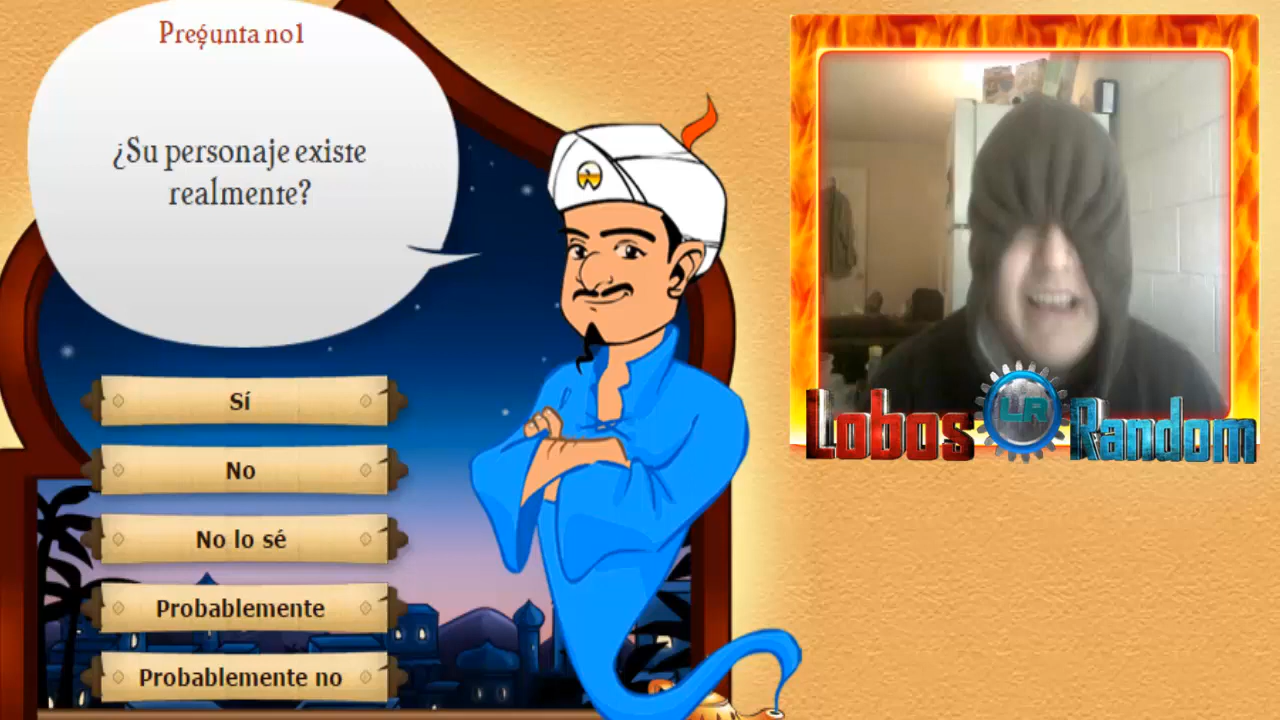 Pregunta no1
¿Su personaje existe
realmente?
Sí
No
No lo sé
Probablemente
Probablemente no
Lobos LR Random